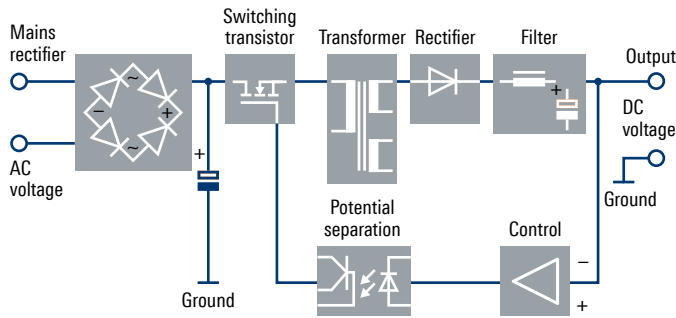 Mains
rectifier
Switching
transistor
Transformer
Rectifier
Filter
Output
~
−
+
~
+
+
AC
voltage
DC
voltage
Ground
Potential
separation
Control
−
+
Ground